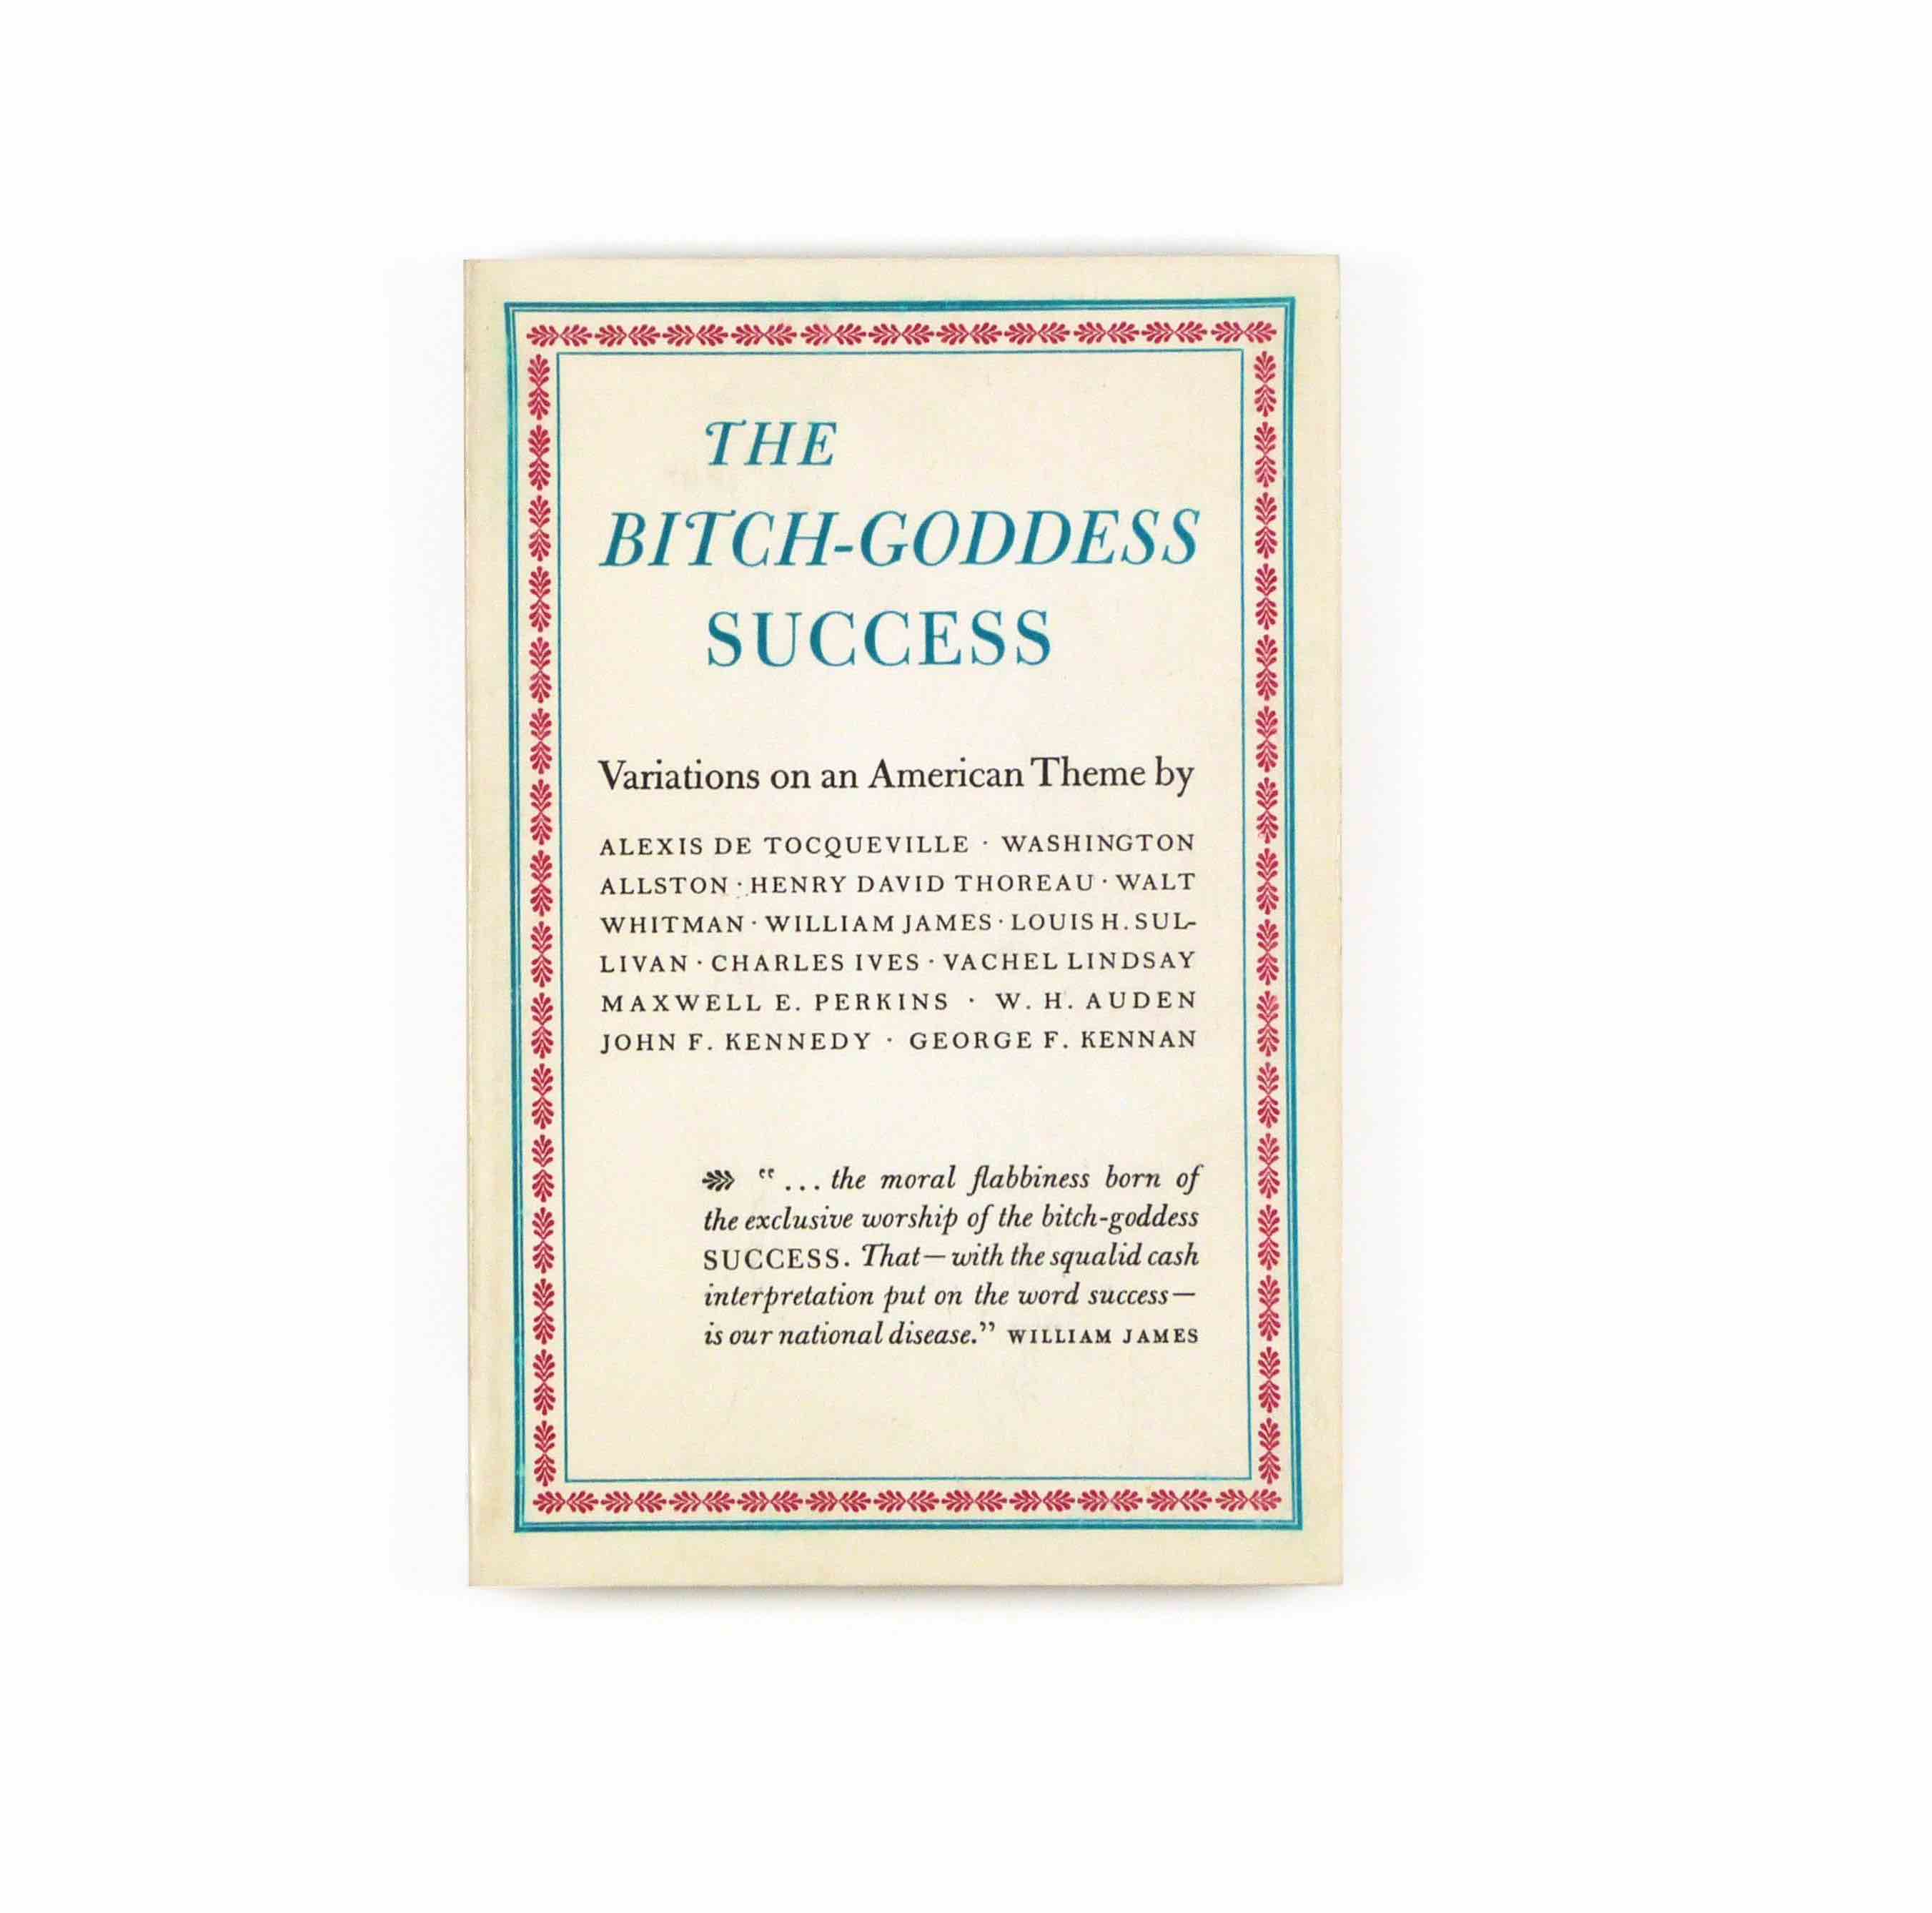 THE
BITCH-GODDESS
SUCCESS
Variations on an American Theme by
ALEXIS DE TOCQUEVILLE · WASHINGTON
ALLSTON · HENRY DAVID THOREAU · WALT
WHITMAN · WILLIAM JAMES · LOUIS H. SUL-
LIVAN · CHARLES IVES · VACHEL LINDSAY
MAXWELL E. PERKINS · W. H. AUDEN
JOHN F. KENNEDY · GEORGE F. KENNAN
“ ... the moral flabbiness born of
the exclusive worship of the bitch-goddess
SUCCESS. That—with the squalid cash
interpretation put on the word success—
is our national disease.” WILLIAM JAMES